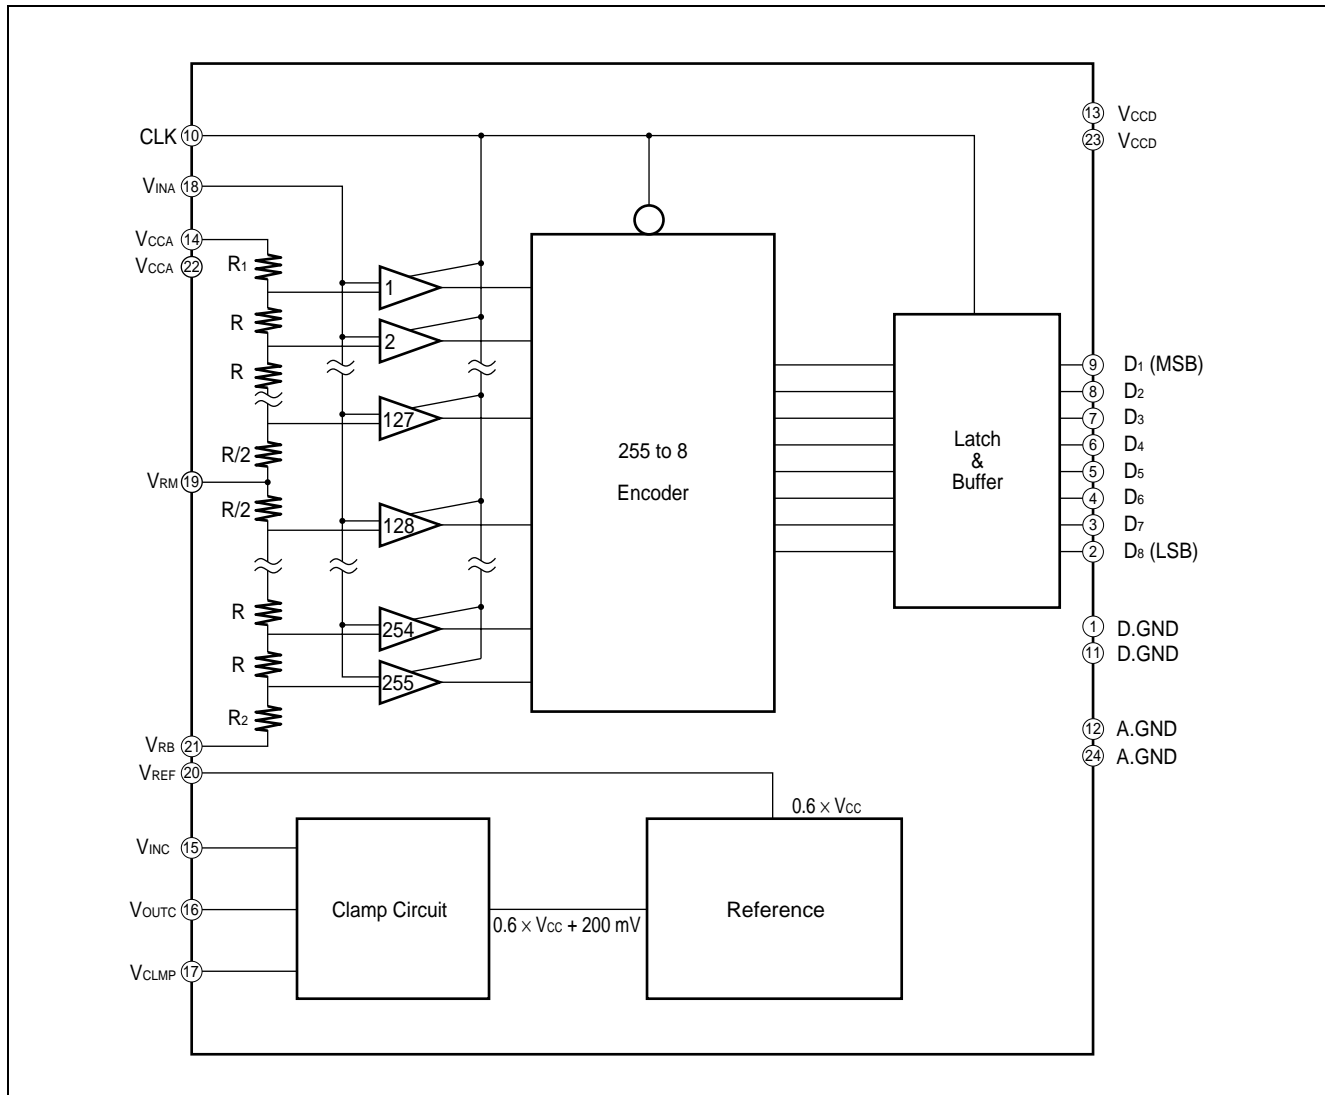 CLK 10
VINA 18
VCCA 14
VCCA 22
R1
R
R
R/2
VRM 19
R/2
R
R
R2
VRB 21
VREF 20
1
2
127
128
254
255
255 to 8
Encoder
Latch
&
Buffer
13 VCCD
23 VCCD
9 D1 (MSB)
8 D2
7 D3
6 D4
5 D5
4 D6
3 D7
2 D8 (LSB)
1 D.GND
11 D.GND
12 A.GND
24 A.GND
0.6 × VCC
VINC 15
VOUTC 16
VCLMP 17
Clamp Circuit
0.6 × VCC + 200 mV
Reference